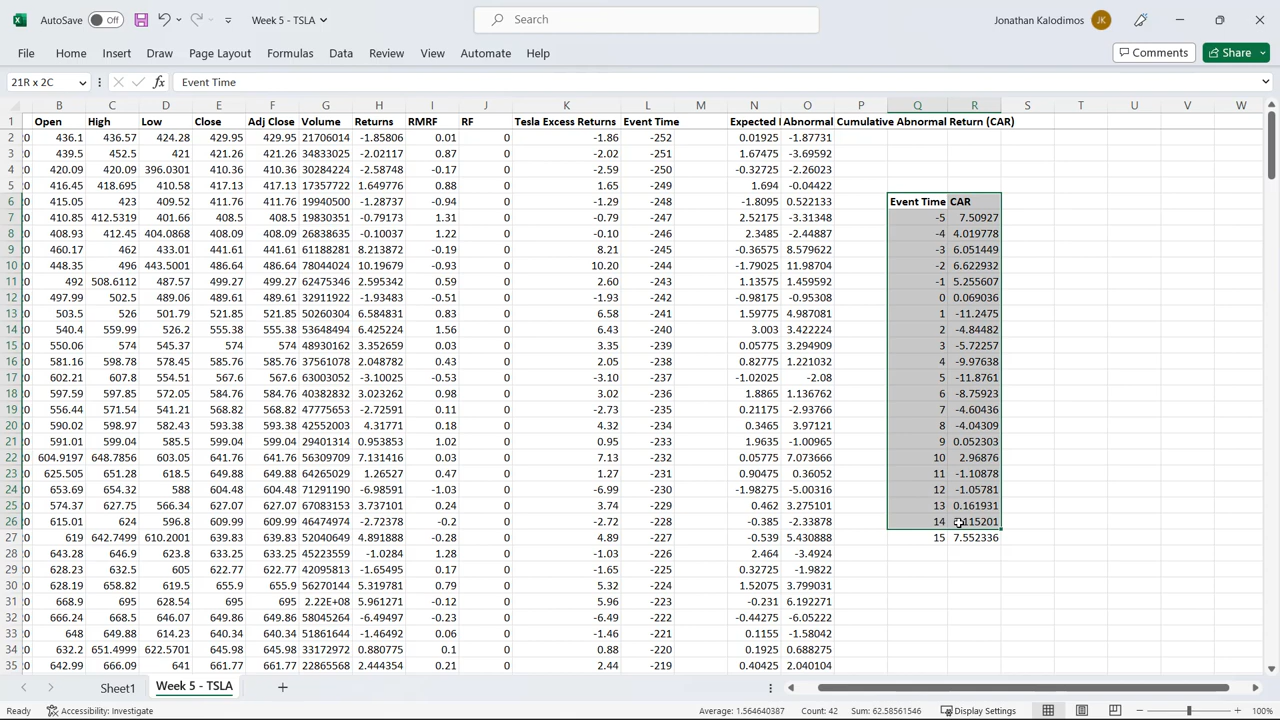 AutoSave Off Week 5 - TSLA Search Jonathan Kalodimos JK
File Home Insert Draw Page Layout Formulas Data Review View Automate Help Comments Share
21R x 2C fx Event Time
B C D E F G H I J K L M N O P Q R S T U V W
1 Open High Low Close Adj Close Volume Returns RMRF RF Tesla Excess Returns Event Time Expected Abnormal Cumulative Abnormal Return (CAR)
2 436.1 436.57 424.28 429.95 429.95 21706014 -1.85806 0.01 0 -1.86 -252 0.01925 -1.87731
3 439.5 452.5 421 421.26 421.26 34833025 -2.02117 0.87 0 -2.02 -251 1.67475 -3.69592
4 420.09 420.09 396.0301 410.36 410.36 30284224 -2.58748 -0.17 0 -2.59 -250 -0.32725 -2.26023
5 416.45 418.695 410.58 417.13 417.13 17357722 1.649776 0.88 0 1.65 -249 1.694 -0.04422
6 415.05 423 409.52 411.76 411.76 19940500 -1.28737 -0.94 0 -1.29 -248 -1.8095 0.522133 Event Time CAR
7 410.85 412.5319 401.66 408.5 408.5 19830351 -0.79173 1.31 0 -0.79 -247 2.52175 -3.31348 -5 7.50927
8 408.93 412.45 404.0868 408.09 408.09 26838635 -0.10037 1.22 0 -0.10 -246 2.3485 -2.44887 -4 4.019778
9 460.17 462 433.01 441.61 441.61 61188281 8.213872 -0.19 0 8.21 -245 -0.36575 8.579622 -3 6.051449
10 448.35 496 443.5001 486.64 486.64 78044024 10.19679 -0.93 0 10.20 -244 -1.79025 11.98704 -2 6.622932
11 492 508.6112 487.57 499.27 499.27 62475346 2.595342 0.59 0 2.60 -243 1.13575 1.459592 -1 5.255607
12 497.99 502.5 489.06 489.61 489.61 32911922 -1.93483 -0.51 0 -1.93 -242 -0.98175 -0.95308 0 0.069036
13 503.5 526 501.79 521.85 521.85 50260304 6.584831 0.83 0 6.58 -241 1.59775 4.987081 1 -11.2475
14 540.4 559.99 526.2 555.38 555.38 53648494 6.425224 1.56 0 6.43 -240 3.003 3.422224 2 -4.84482
15 550.06 574 545.37 574 574 48930162 3.352659 0.03 0 3.35 -239 0.05775 3.294909 3 -5.72257
16 581.16 598.78 578.45 585.76 585.76 37561078 2.048782 0.43 0 2.05 -238 0.82775 1.221032 4 -9.97638
17 602.21 607.8 554.51 567.6 567.6 63003052 -3.10025 -0.53 0 -3.10 -237 -1.02025 -2.08 5 -11.8761
18 597.59 597.85 572.05 584.76 584.76 40382832 3.023262 0.98 0 3.02 -236 1.8865 1.136762 6 -8.75923
19 556.44 571.54 541.21 568.82 568.82 47775653 -2.72591 0.11 0 -2.73 -235 0.21175 -2.93766 7 -4.60436
20 590.02 598.97 582.43 593.38 593.38 42552003 4.31771 0.18 0 4.32 -234 0.3465 3.97121 8 -4.04309
21 591.01 599.04 585.5 599.04 599.04 29401314 0.953853 1.02 0 0.95 -233 1.9635 -1.00965 9 0.052303
22 604.9197 648.7856 603.05 641.76 641.76 56309709 7.131416 0.03 0 7.13 -232 0.05775 7.073666 10 2.96876
23 625.505 651.28 618.5 649.88 649.88 64265029 1.26527 0.47 0 1.27 -231 0.90475 0.36052 11 -1.10878
24 653.69 654.32 588 604.48 604.48 71291190 -6.98591 -1.03 0 -6.99 -230 -1.98275 -5.00316 12 -1.05781
25 574.37 627.75 566.34 627.07 627.07 67083153 3.737101 0.24 0 3.74 -229 0.462 3.275101 13 0.161931
26 615.01 624 596.8 609.99 609.99 46474974 -2.72378 -0.2 0 -2.72 -228 -0.385 -2.33878 14
27 619 642.7499 610.2001 639.83 639.83 52040649 4.891888 -0.28 0 4.89 -227 -0.539 5.430888 15 7.552336
28 643.28 646.9 623.8 633.25 633.25 45223559 -1.0284 1.28 0 -1.03 -226 2.464 -3.4924
29 628.23 632.5 605 622.77 622.77 42095813 -1.65495 0.17 0 -1.65 -225 0.32725 -1.9822
30 628.19 658.82 619.5 655.9 655.9 56270144 5.319781 0.79 0 5.32 -224 1.52075 3.799031
31 668.9 695 628.54 695 695 2.22E+08 5.961271 -0.12 0 5.96 -223 -0.231 6.192271
32 666.24 668.5 646.07 649.86 649.86 58045264 -6.49497 -0.23 0 -6.49 -222 -0.44275 -6.05222
33 648 649.88 614.23 640.34 640.34 51861644 -1.46492 0.06 0 -1.46 -221 0.1155 -1.58042
34 632.2 651.4999 622.5701 645.98 645.98 33172972 0.880775 0.1 0 0.88 -220 0.1925 0.688275
35 642.99 666.09 641 661.77 661.77 22865568 2.444354 0.21 0 2.44 -219 0.40425 2.040104
Sheet1 Week 5 - TSLA
Ready Accessibility: Investigate Average: 1.564640387 Count: 42 Sum: 62.58561546 Display Settings 100%